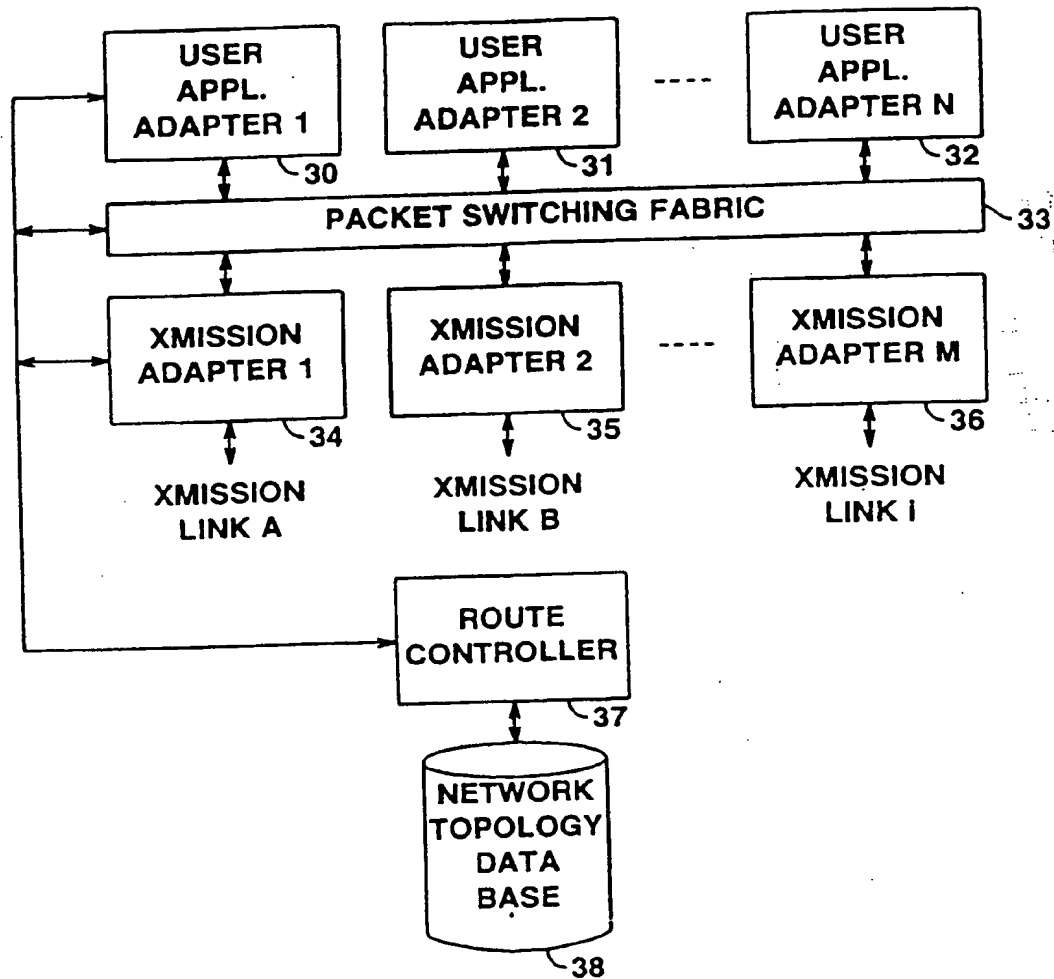 USER
APPL.
ADAPTER 1
30
USER
APPL.
ADAPTER 2
31
USER
APPL.
ADAPTER N
32
PACKET SWITCHING FABRIC
33
XMISSION
ADAPTER 1
34
XMISSION
ADAPTER 2
35
XMISSION
ADAPTER M
36
XMISSION
LINK A
XMISSION
LINK B
XMISSION
LINK i
ROUTE
CONTROLLER
37
NETWORK
TOPOLOGY
DATA
BASE
38